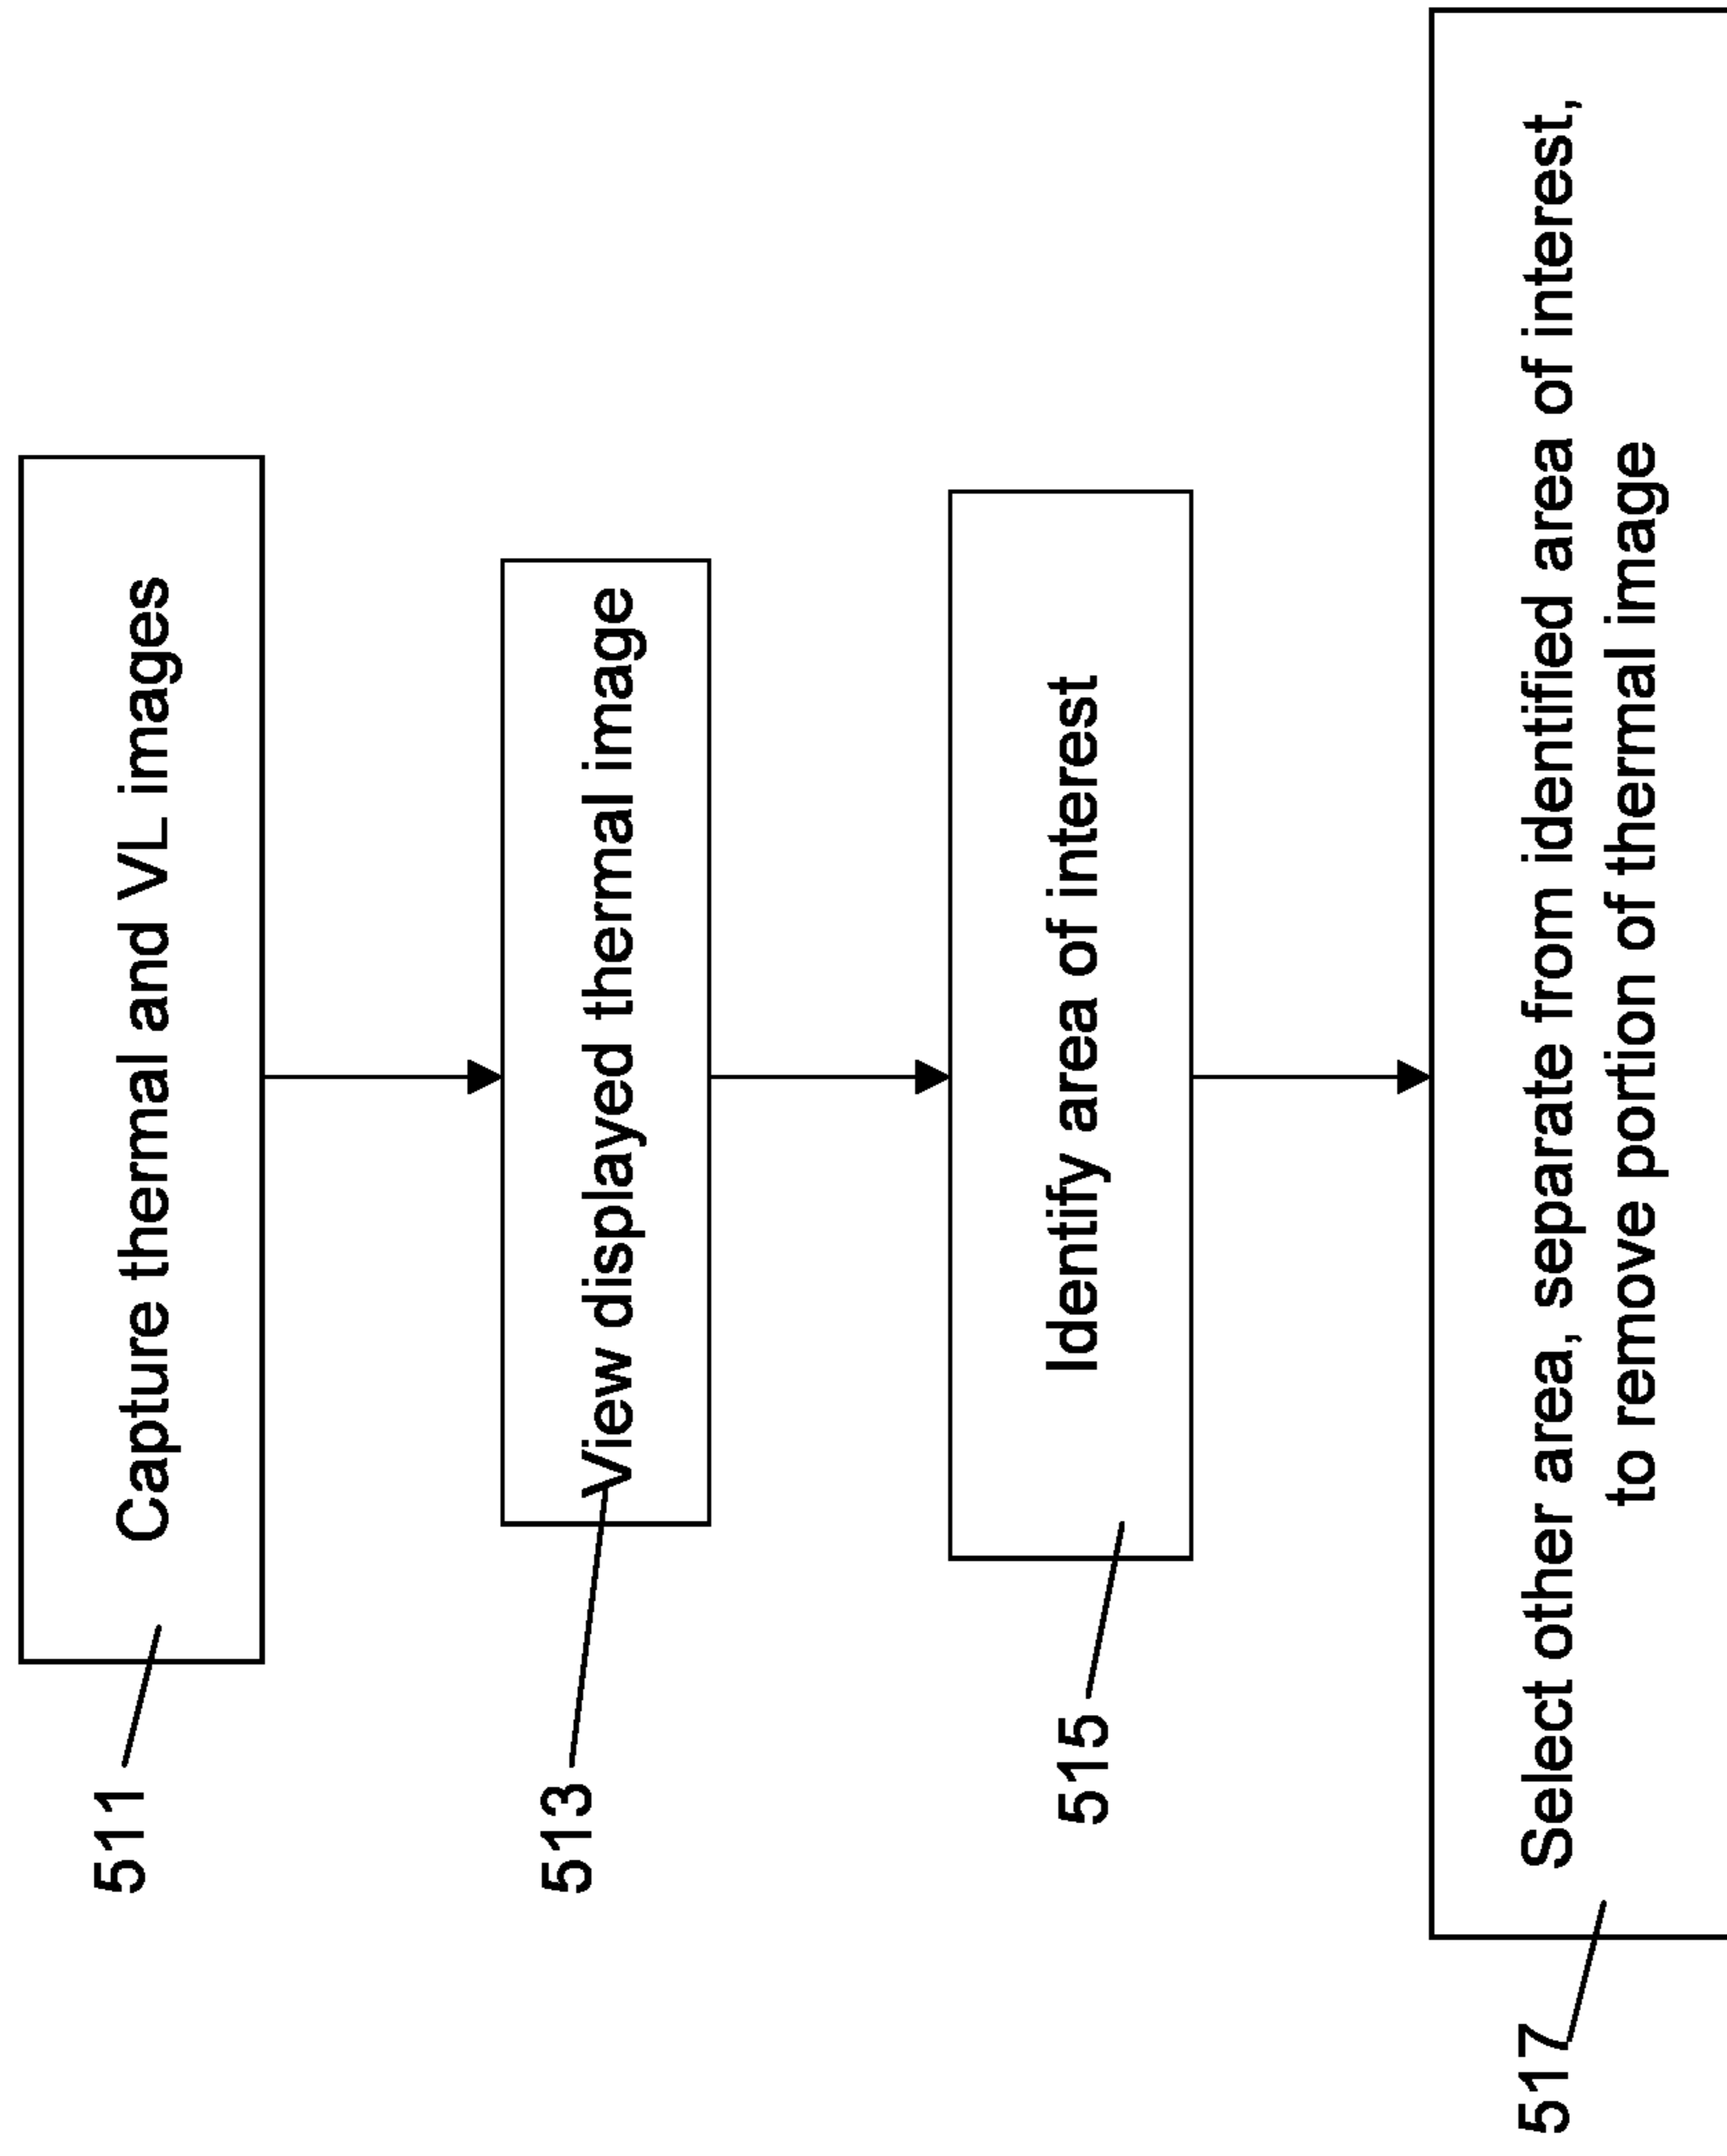 511
Capture thermal and VL images
513
View displayed thermal image
515
Identify area of interest
517
Select other area, separate from identified area of interest,
to remove portion of thermal image